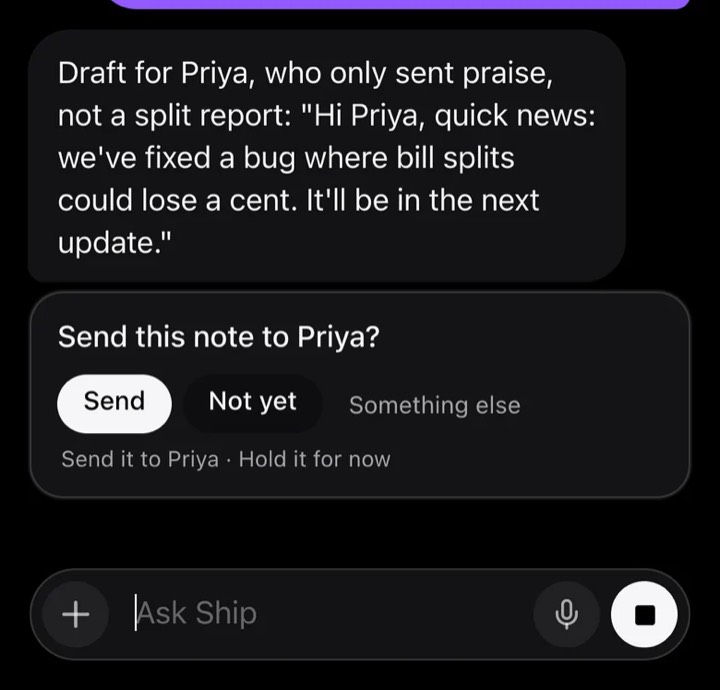 Draft for Priya, who only sent praise,
not a split report: "Hi Priya, quick news:
we've fixed a bug where bill splits
could lose a cent. It'll be in the next
update."
Send this note to Priya?
Send Not yet Something else
Send it to Priya · Hold it for now
Ask Ship